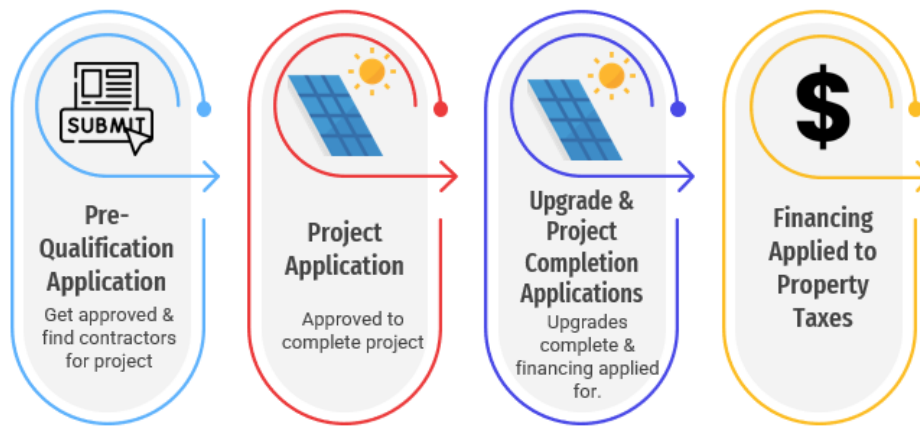 SUBMIT
Pre-
Qualification
Application
Get approved &
find contractors
for project
Project
Application
Approved to
complete project
Upgrade &
Project
Completion
Applications
Upgrades
complete &
financing applied
for.
$
Financing
Applied to
Property
Taxes